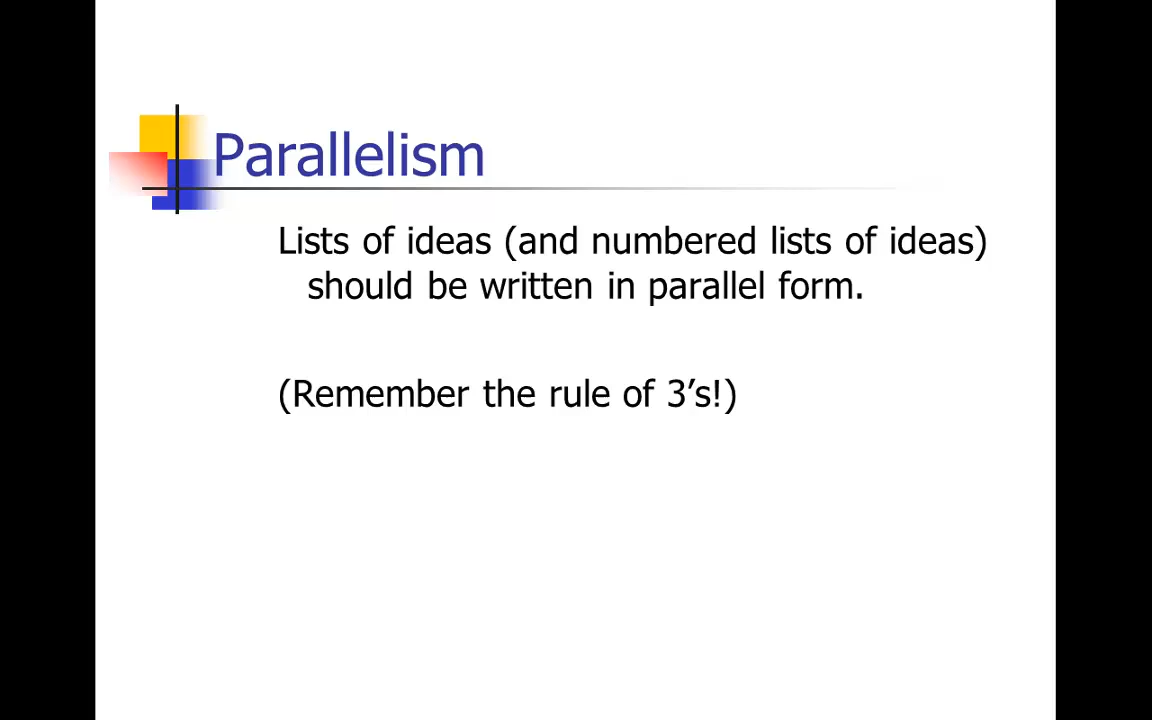 Parallelism
Lists of ideas (and numbered lists of ideas)
should be written in parallel form.
(Remember the rule of 3’s!)